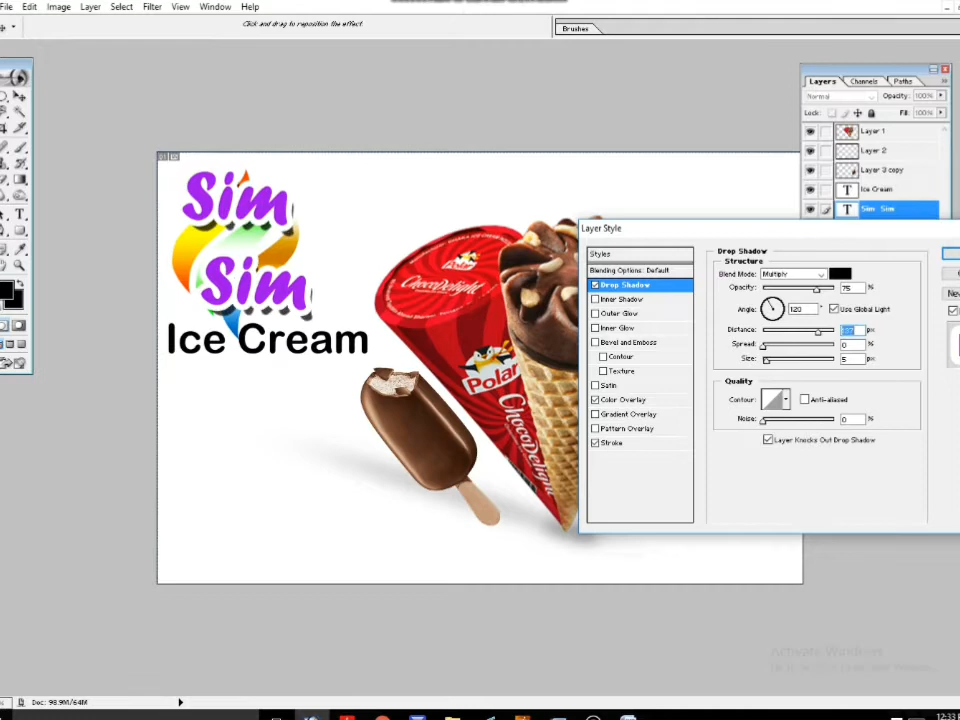 File Edit Image Layer Select Filter View Window Help
Click and drag to reposition the effect.
Brushes
Layers Channels Paths
Normal Opacity: 100%
Lock: Fill: 100%
Layer 1
Layer 2
Layer 3 copy
T Ice Cream
T Sim Sim
Sim
Sim
Ice Cream
Polar
ChocoDelight
Polar
ChocoDelight
Layer Style
Styles
Blending Options: Default
Drop Shadow
Inner Shadow
Outer Glow
Inner Glow
Bevel and Emboss
Contour
Texture
Satin
Color Overlay
Gradient Overlay
Pattern Overlay
Stroke
Drop Shadow
Structure
Blend Mode: Multiply
Opacity: 75 %
Angle: 120 ° Use Global Light
Distance: px
Spread: 0 %
Size: 5 px
Quality
Contour: Anti-aliased
Noise: 0 %
Layer Knocks Out Drop Shadow
Activate Windows
Doc: 98.9M/64M
12:33